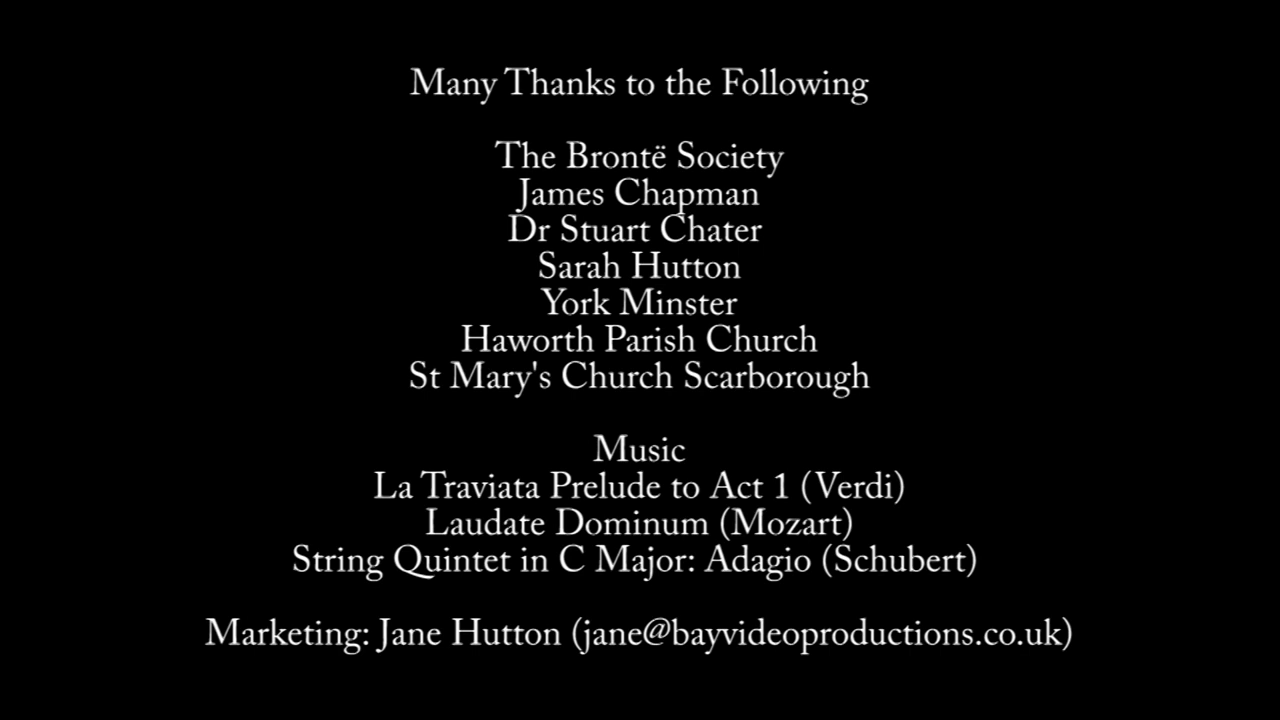 Many Thanks to the Following
The Brontë Society
James Chapman
Dr Stuart Chater
Sarah Hutton
York Minster
Haworth Parish Church
St Mary's Church Scarborough
Music
La Traviata Prelude to Act 1 (Verdi)
Laudate Dominum (Mozart)
String Quintet in C Major: Adagio (Schubert)
Marketing: Jane Hutton (jane@bayvideoproductions.co.uk)